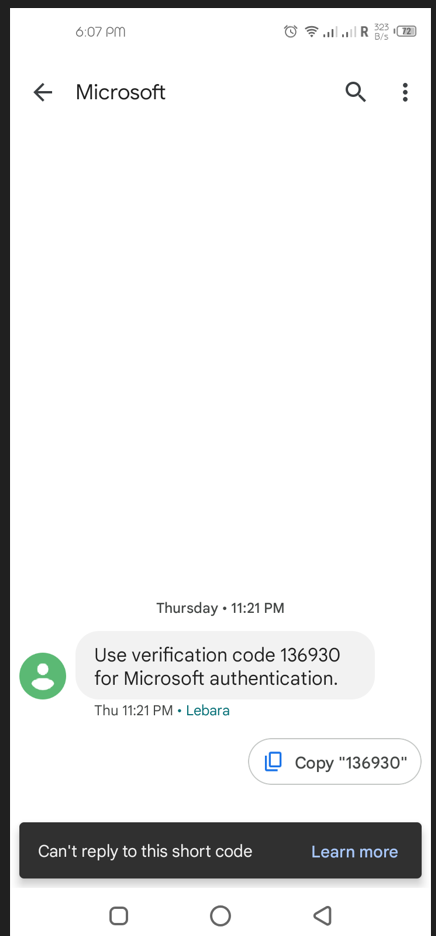 6:07 PM
R 323 B/s 72
Microsoft
Thursday • 11:21 PM
Use verification code 136930
for Microsoft authentication.
Thu 11:21 PM • Lebara
Copy "136930"
Can't reply to this short code Learn more